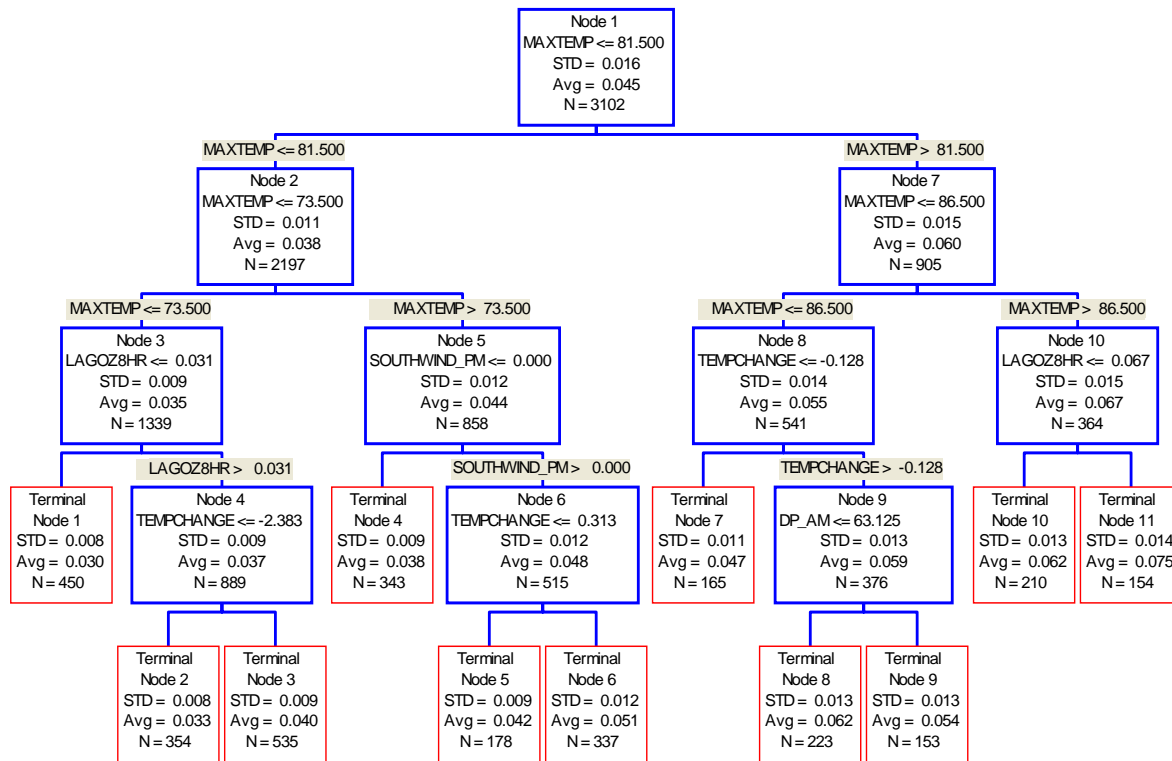 Node 1
MAXTEMP <= 81.500
STD = 0.016
Avg = 0.045
N = 3102
MAXTEMP <= 81.500
MAXTEMP > 81.500
Node 2
MAXTEMP <= 73.500
STD = 0.011
Avg = 0.038
N = 2197
Node 7
MAXTEMP <= 86.500
STD = 0.015
Avg = 0.060
N = 905
MAXTEMP <= 73.500
MAXTEMP > 73.500
MAXTEMP <= 86.500
MAXTEMP > 86.500
Node 3
LAGOZ8HR <= 0.031
STD = 0.009
Avg = 0.035
N = 1339
Node 5
SOUTHWIND_PM <= 0.000
STD = 0.012
Avg = 0.044
N = 858
Node 8
TEMPCHANGE <= -0.128
STD = 0.014
Avg = 0.055
N = 541
Node 10
LAGOZ8HR <= 0.067
STD = 0.015
Avg = 0.067
N = 364
LAGOZ8HR > 0.031
SOUTHWIND_PM > 0.000
TEMPCHANGE > -0.128
Terminal
Node 1
STD = 0.008
Avg = 0.030
N = 450
Node 4
TEMPCHANGE <= -2.383
STD = 0.009
Avg = 0.037
N = 889
Terminal
Node 4
STD = 0.009
Avg = 0.038
N = 343
Node 6
TEMPCHANGE <= 0.313
STD = 0.012
Avg = 0.048
N = 515
Terminal
Node 7
STD = 0.011
Avg = 0.047
N = 165
Node 9
DP_AM <= 63.125
STD = 0.013
Avg = 0.059
N = 376
Terminal
Node 10
STD = 0.013
Avg = 0.062
N = 210
Terminal
Node 11
STD = 0.014
Avg = 0.075
N = 154
Terminal
Node 2
STD = 0.008
Avg = 0.033
N = 354
Terminal
Node 3
STD = 0.009
Avg = 0.040
N = 535
Terminal
Node 5
STD = 0.009
Avg = 0.042
N = 178
Terminal
Node 6
STD = 0.012
Avg = 0.051
N = 337
Terminal
Node 8
STD = 0.013
Avg = 0.062
N = 223
Terminal
Node 9
STD = 0.013
Avg = 0.054
N = 153